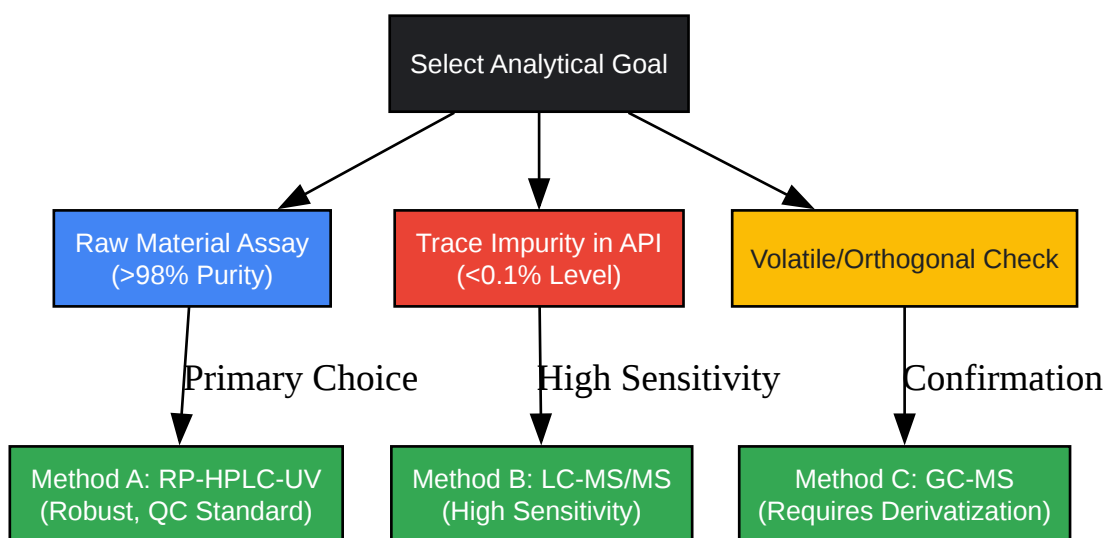 Select Analytical Goal
Raw Material Assay
(>98% Purity)
Trace Impurity in API
(<0.1% Level)
Volatile/Orthogonal Check
Primary Choice
High Sensitivity
Confirmation
Method A: RP-HPLC-UV
(Robust, QC Standard)
Method B: LC-MS/MS
(High Sensitivity)
Method C: GC-MS
(Requires Derivatization)